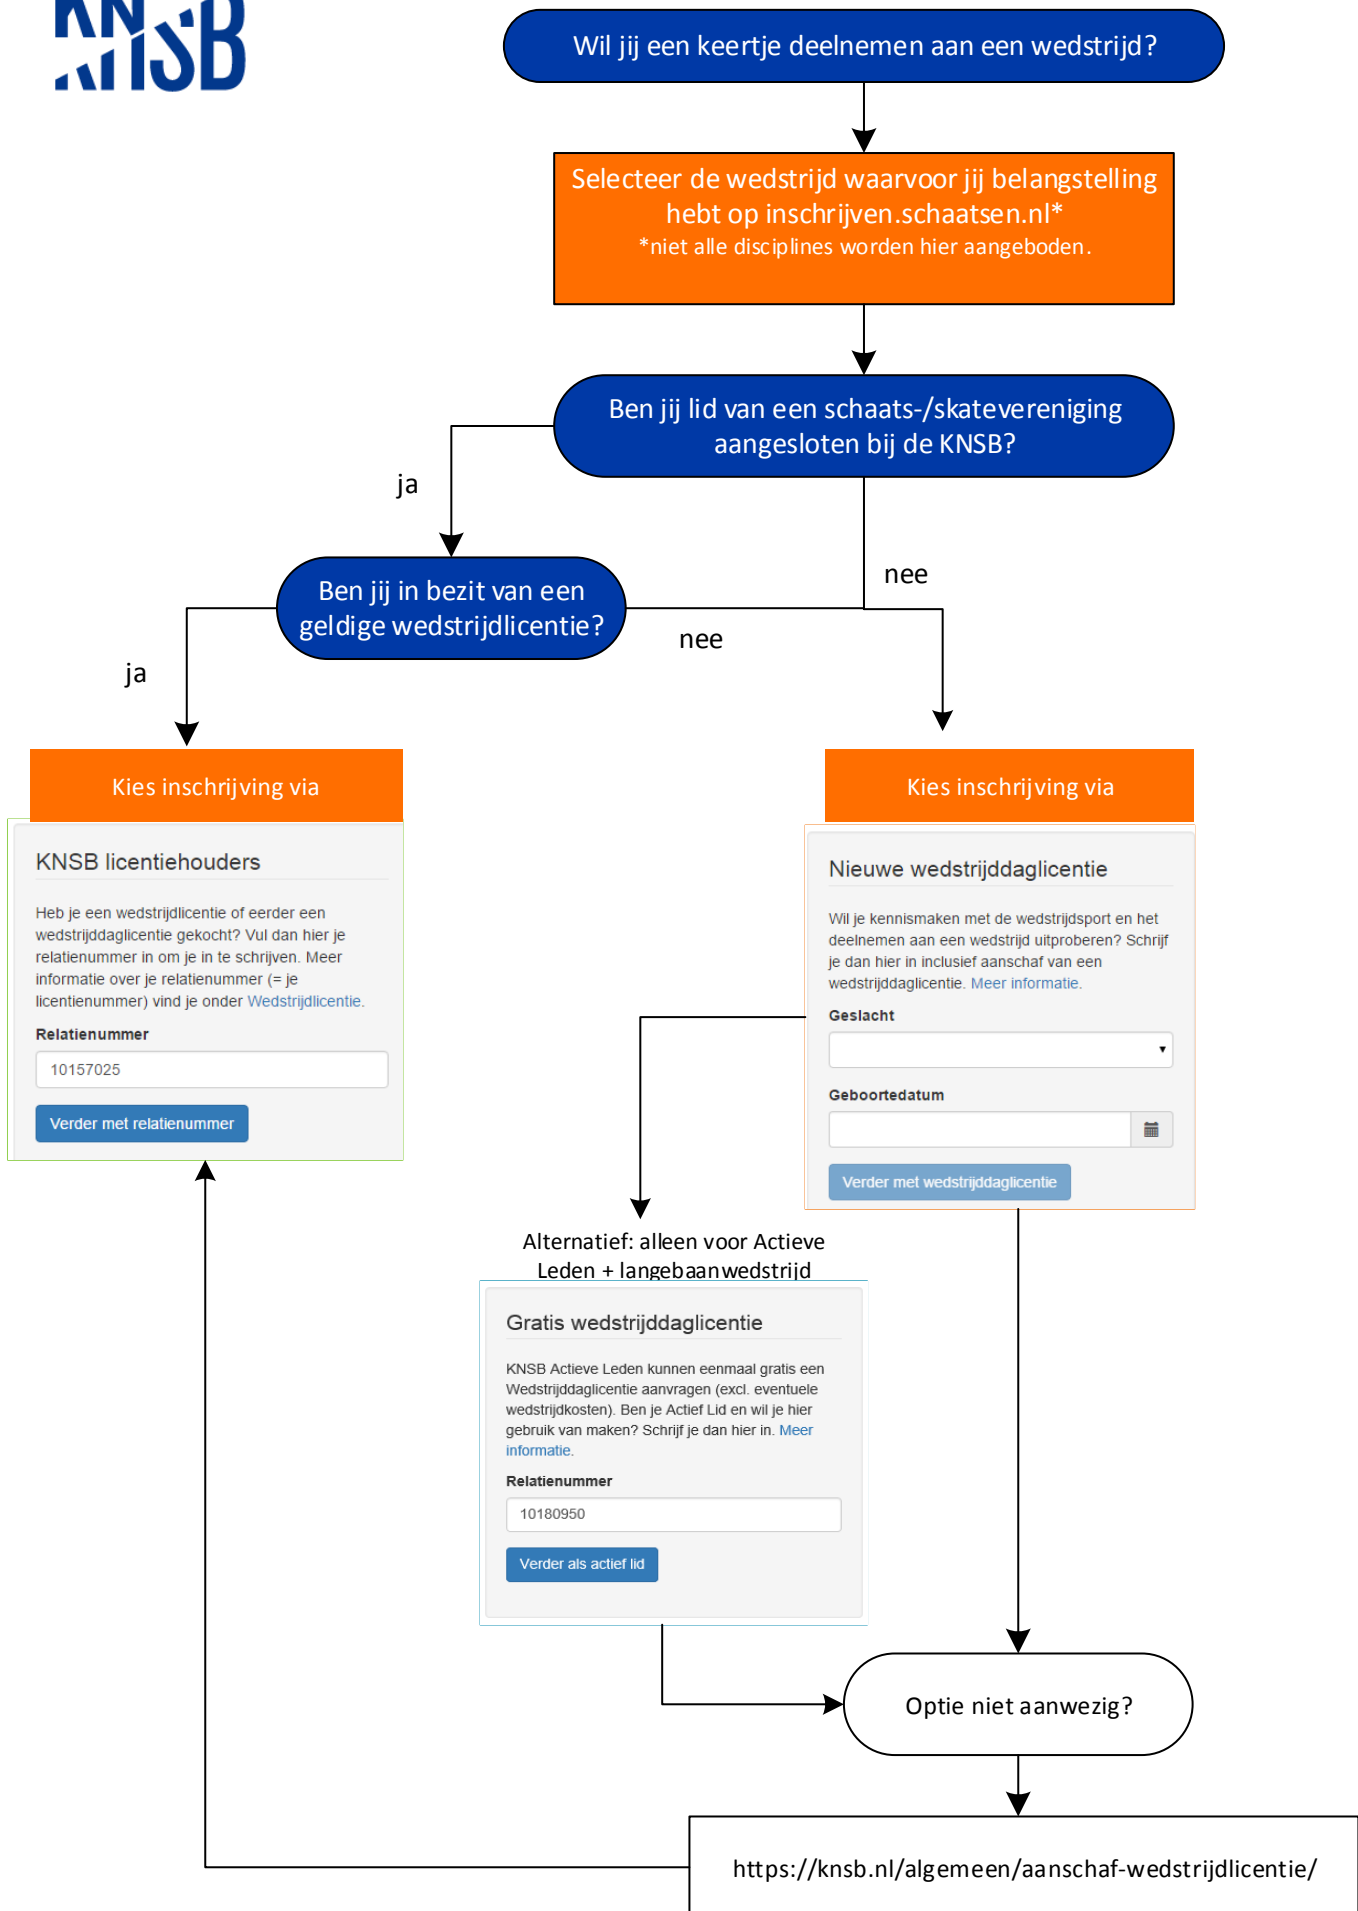 KNSB
Wil jij een keertje deelnemen aan een wedstrijd?
Selecteer de wedstrijd waarvoor jij belangstelling
hebt op inschrijven.schaatsen.nl*
*niet alle disciplines worden hier aangeboden.
Ben jij lid van een schaats-/skatevereniging
aangesloten bij de KNSB?
ja
nee
Ben jij in bezit van een
geldige wedstrijdlicentie?
nee
ja
Kies inschrijving via
KNSB licentiehouders
Heb je een wedstrijdlicentie of eerder een
wedstrijddaglicentie gekocht? Vul dan hier je
relatienummer in om je in te schrijven. Meer
informatie over je relatienummer (= je
licentienummer) vind je onder Wedstrijdlicentie.
Relatienummer
10157025
Verder met relatienummer
Kies inschrijving via
Nieuwe wedstrijddaglicentie
Wil je kennismaken met de wedstrijdsport en het
deelnemen aan een wedstrijd uitproberen? Schrijf
je dan hier in inclusief aanschaf van een
wedstrijddaglicentie. Meer informatie.
Geslacht
Geboortedatum
Verder met wedstrijddaglicentie
Alternatief: alleen voor Actieve
Leden + langebaanwedstrijd
Gratis wedstrijddaglicentie
KNSB Actieve Leden kunnen eenmaal gratis een
Wedstrijddaglicentie aanvragen (excl. eventuele
wedstrijdkosten). Ben je Actief Lid en wil je hier
gebruik van maken? Schrijf je dan hier in. Meer
informatie.
Relatienummer
10180950
Verder als actief lid
Optie niet aanwezig?
https://knsb.nl/algemeen/aanschaf-wedstrijdlicentie/